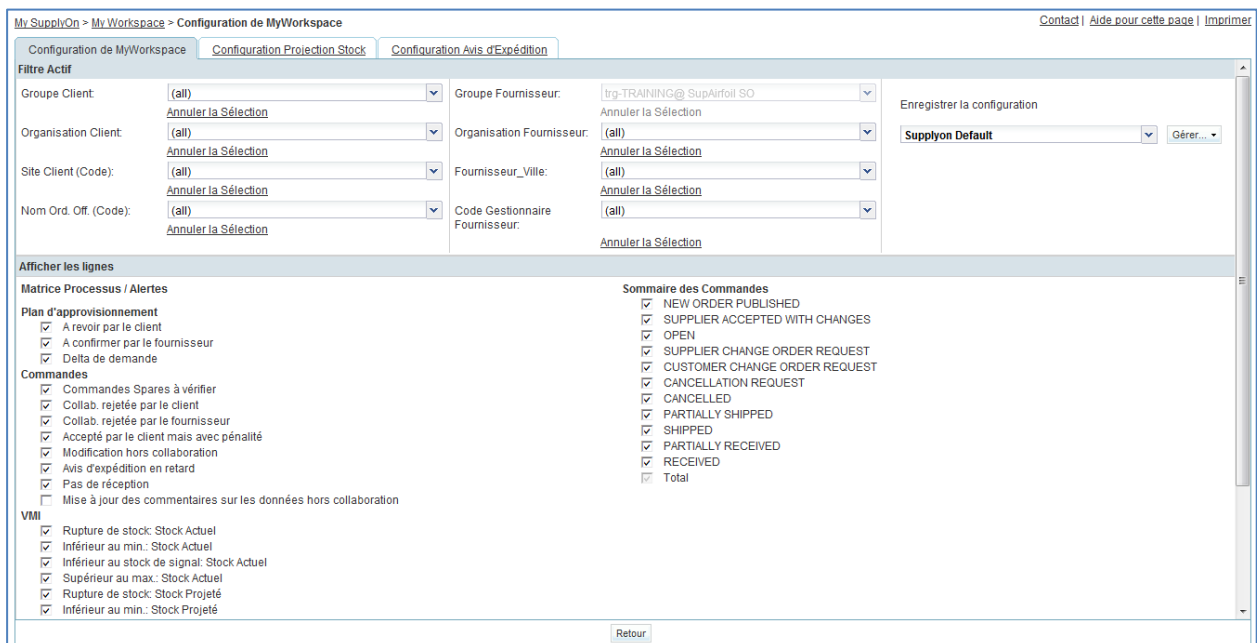 My SupplyOn > My Workspace > Configuration de MyWorkspace
Contact | Aide pour cette page | Imprimer
Configuration de MyWorkspace
Configuration Projection Stock
Configuration Avis d'Expédition
Filtre Actif
Groupe Client:
(all)
Annuler la Sélection
Organisation Client:
(all)
Annuler la Sélection
Site Client (Code):
(all)
Annuler la Sélection
Nom Ord. Off. (Code):
(all)
Annuler la Sélection
Groupe Fournisseur:
trg-TRAINING@ SupAirfoil SO
Annuler la Sélection
Organisation Fournisseur:
(all)
Annuler la Sélection
Fournisseur_Ville:
(all)
Annuler la Sélection
Code Gestionnaire
Fournisseur:
(all)
Annuler la Sélection
Enregistrer la configuration
Supplyon Default
Gérer...
Afficher les lignes
Matrice Processus / Alertes
Plan d'approvisionnement
A revoir par le client
A confirmer par le fournisseur
Delta de demande
Commandes
Commandes Spares à vérifier
Collab. rejetée par le client
Collab. rejetée par le fournisseur
Accepté par le client mais avec pénalité
Modification hors collaboration
Avis d'expédition en retard
Pas de réception
Mise à jour des commentaires sur les données hors collaboration
VMI
Rupture de stock: Stock Actuel
Inférieur au min.: Stock Actuel
Inférieur au stock de signal: Stock Actuel
Supérieur au max.: Stock Actuel
Rupture de stock: Stock Projeté
Inférieur au min.: Stock Projeté
Sommaire des Commandes
NEW ORDER PUBLISHED
SUPPLIER ACCEPTED WITH CHANGES
OPEN
SUPPLIER CHANGE ORDER REQUEST
CUSTOMER CHANGE ORDER REQUEST
CANCELLATION REQUEST
CANCELLED
PARTIALLY SHIPPED
SHIPPED
PARTIALLY RECEIVED
RECEIVED
Total
Retour